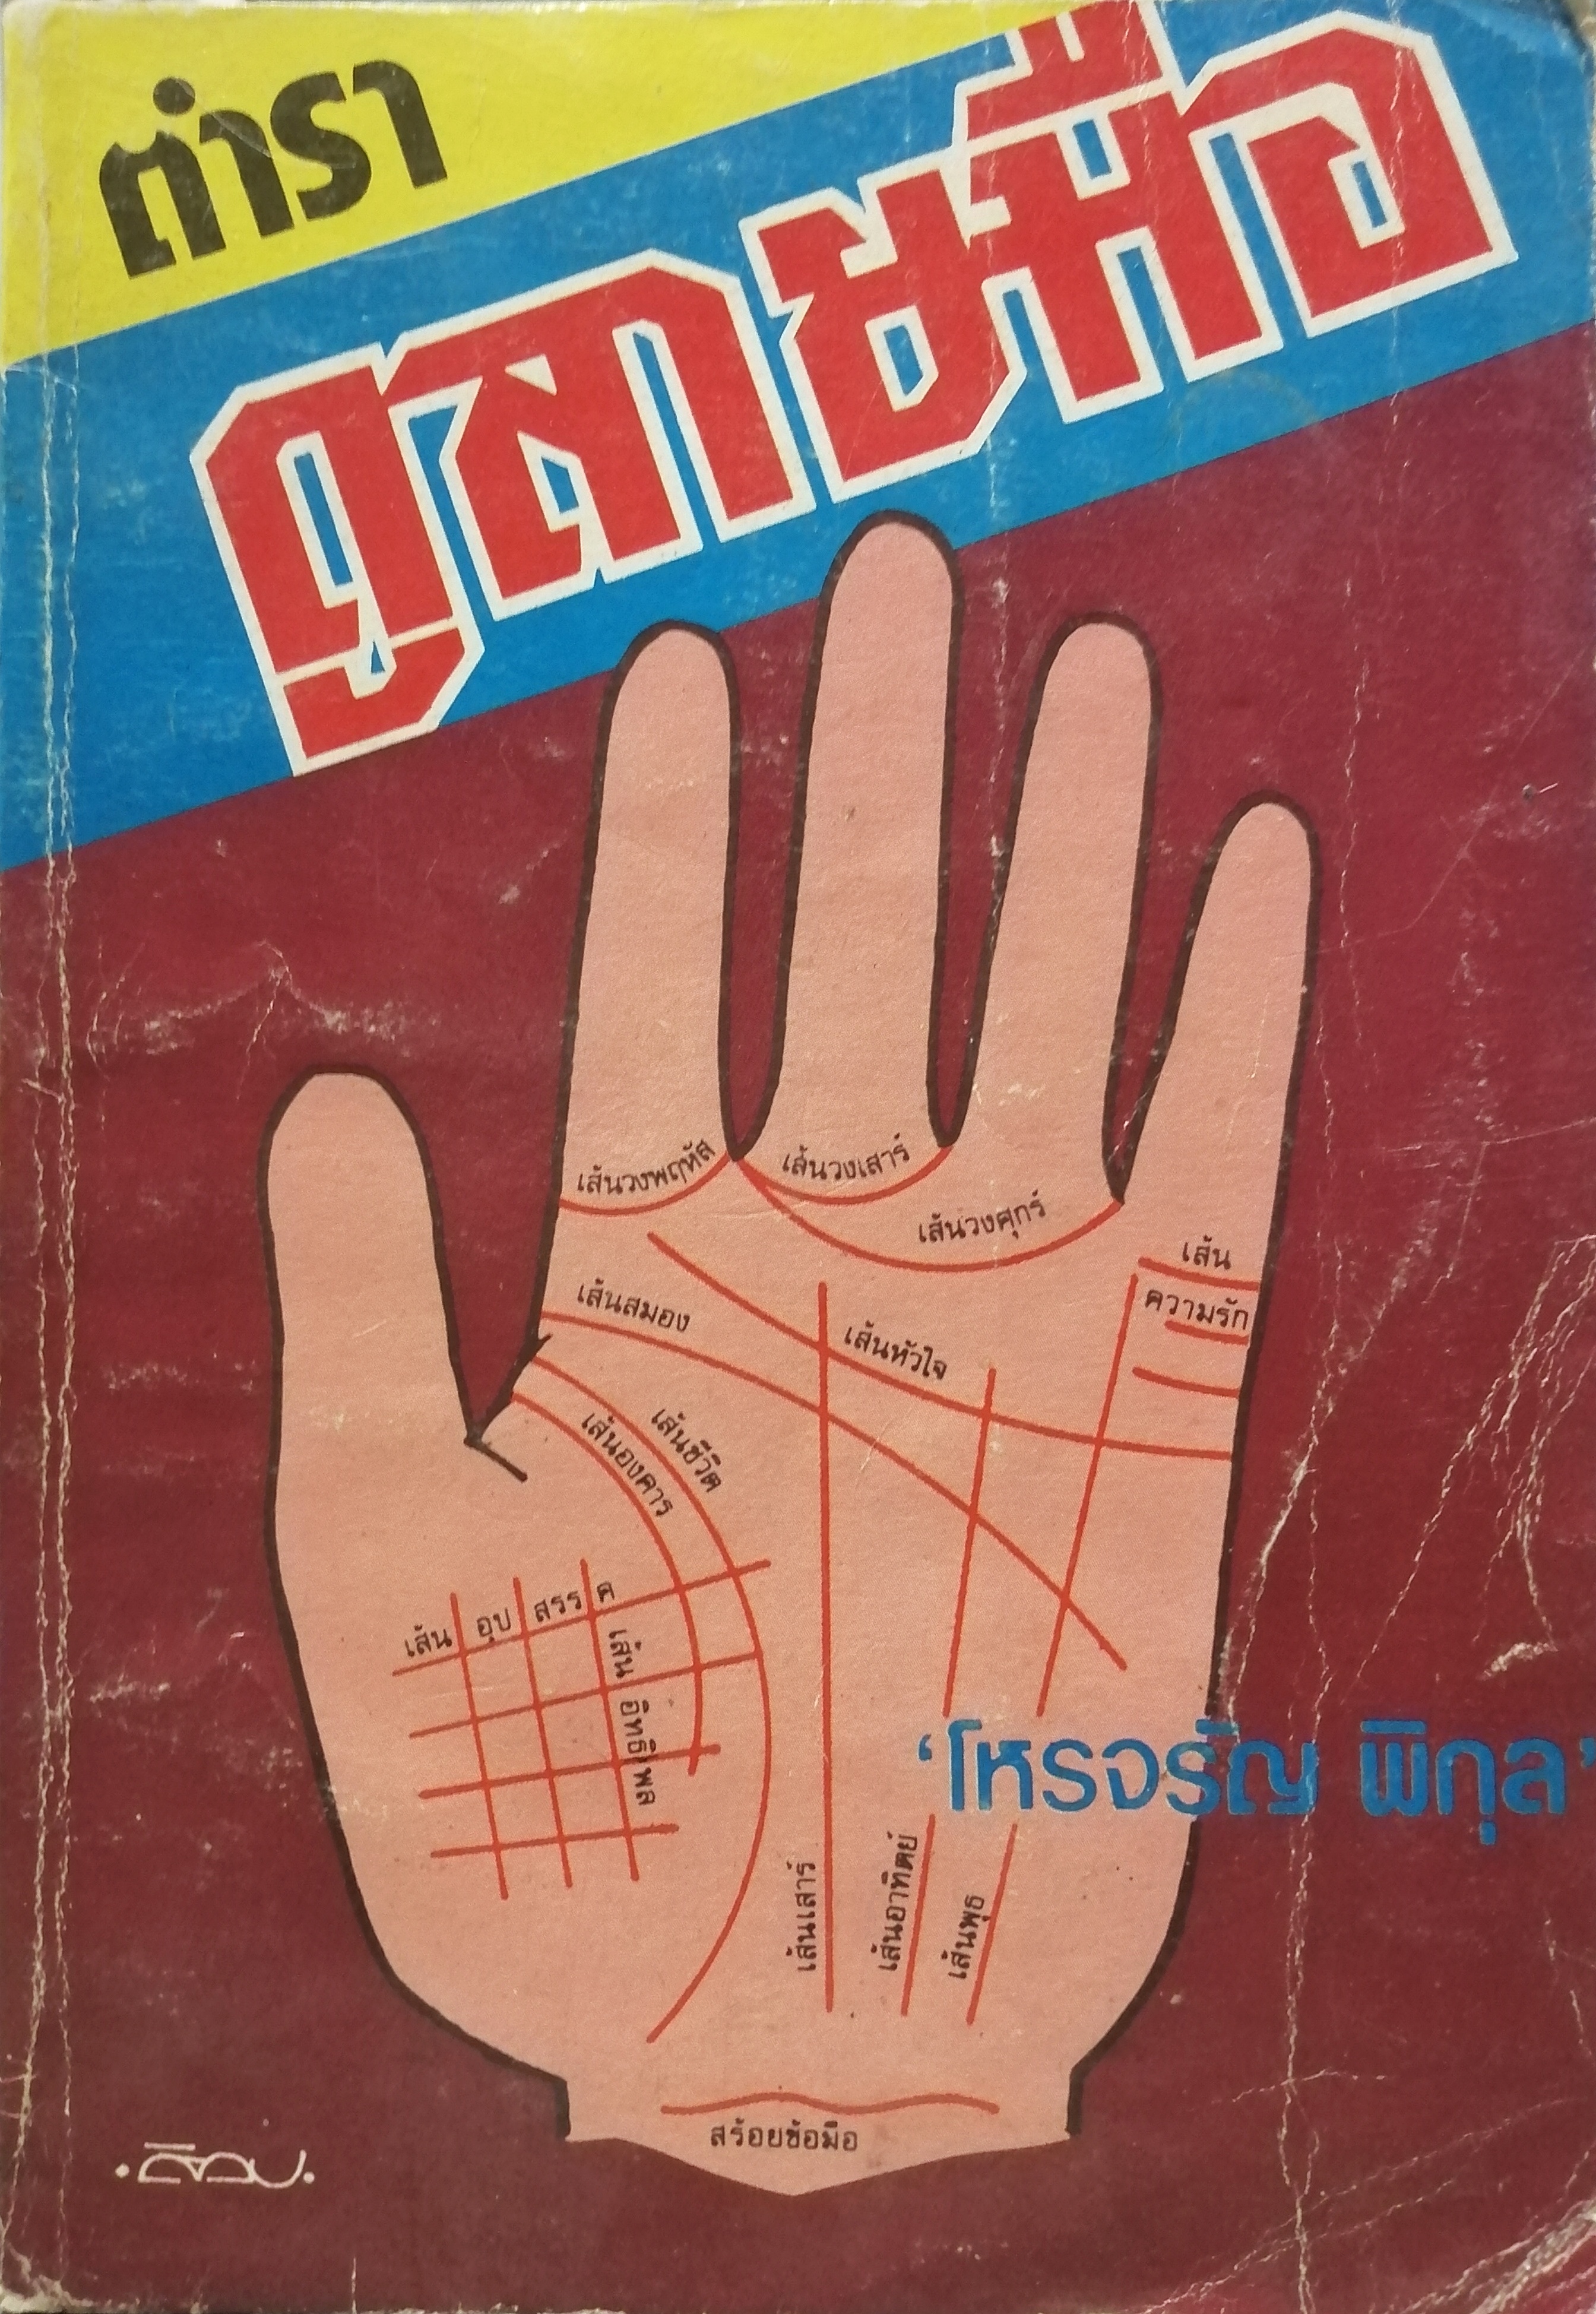 ตำรา
ดูลายมือ
เส้นวงพฤหัส
เส้นวงเสาร์
เส้นวงศุกร์
เส้น
ความรัก
เส้นสมอง
เส้นหัวใจ
เส้นชีวิต
เส้นองคาร
เส้น อุป สรร ค
เส้น อิทธิพล
'โหรจรัญ พิกุล'
เส้นเสาร์
เส้นอาทิตย์
เส้นพุธ
สร้อยข้อมือ